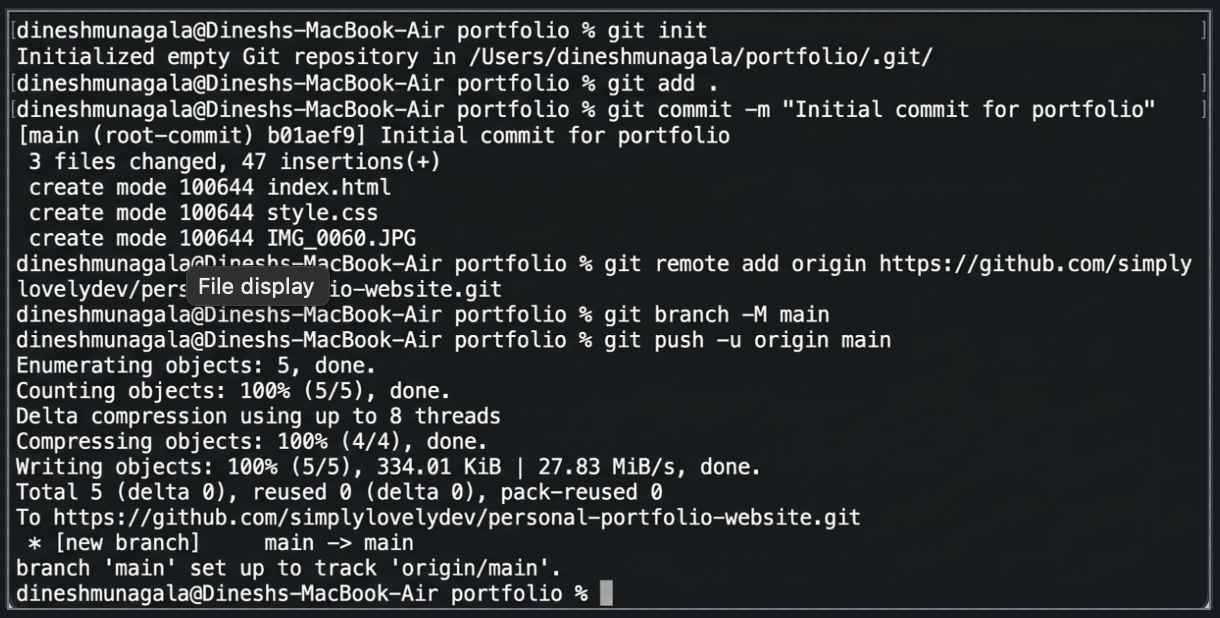 [dineshmunagala@Dineshs-MacBook-Air portfolio % git init ]
Initialized empty Git repository in /Users/dineshmunagala/portfolio/.git/
[dineshmunagala@Dineshs-MacBook-Air portfolio % git add . ]
[dineshmunagala@Dineshs-MacBook-Air portfolio % git commit -m "Initial commit for portfolio" ]
[main (root-commit) b01aef9] Initial commit for portfolio
 3 files changed, 47 insertions(+)
 create mode 100644 index.html
 create mode 100644 style.css
 create mode 100644 IMG_0060.JPG
dineshmunagala@Dineshs-MacBook-Air portfolio % git remote add origin https://github.com/simply
lovelydev/pers io-website.git
File display
dineshmunagala@Dineshs-MacBook-Air portfolio % git branch -M main
dineshmunagala@Dineshs-MacBook-Air portfolio % git push -u origin main
Enumerating objects: 5, done.
Counting objects: 100% (5/5), done.
Delta compression using up to 8 threads
Compressing objects: 100% (4/4), done.
Writing objects: 100% (5/5), 334.01 KiB | 27.83 MiB/s, done.
Total 5 (delta 0), reused 0 (delta 0), pack-reused 0
To https://github.com/simplylovelydev/personal-portfolio-website.git
 * [new branch]      main -> main
branch 'main' set up to track 'origin/main'.
dineshmunagala@Dineshs-MacBook-Air portfolio %